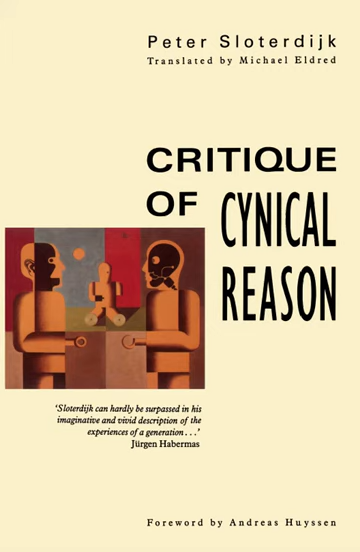 Peter Sloterdijk
Translated by Michael Eldred
CRITIQUE
OF CYNICAL
REASON
‘Sloterdijk can hardly be surpassed in his
imaginative and vivid description of the
experiences of a generation . . .’
Jürgen Habermas
Foreword by Andreas Huyssen